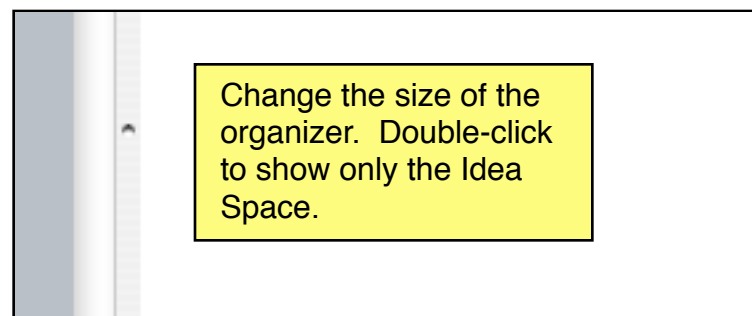 Change the size of the
organizer.  Double-click
to show only the Idea
Space.